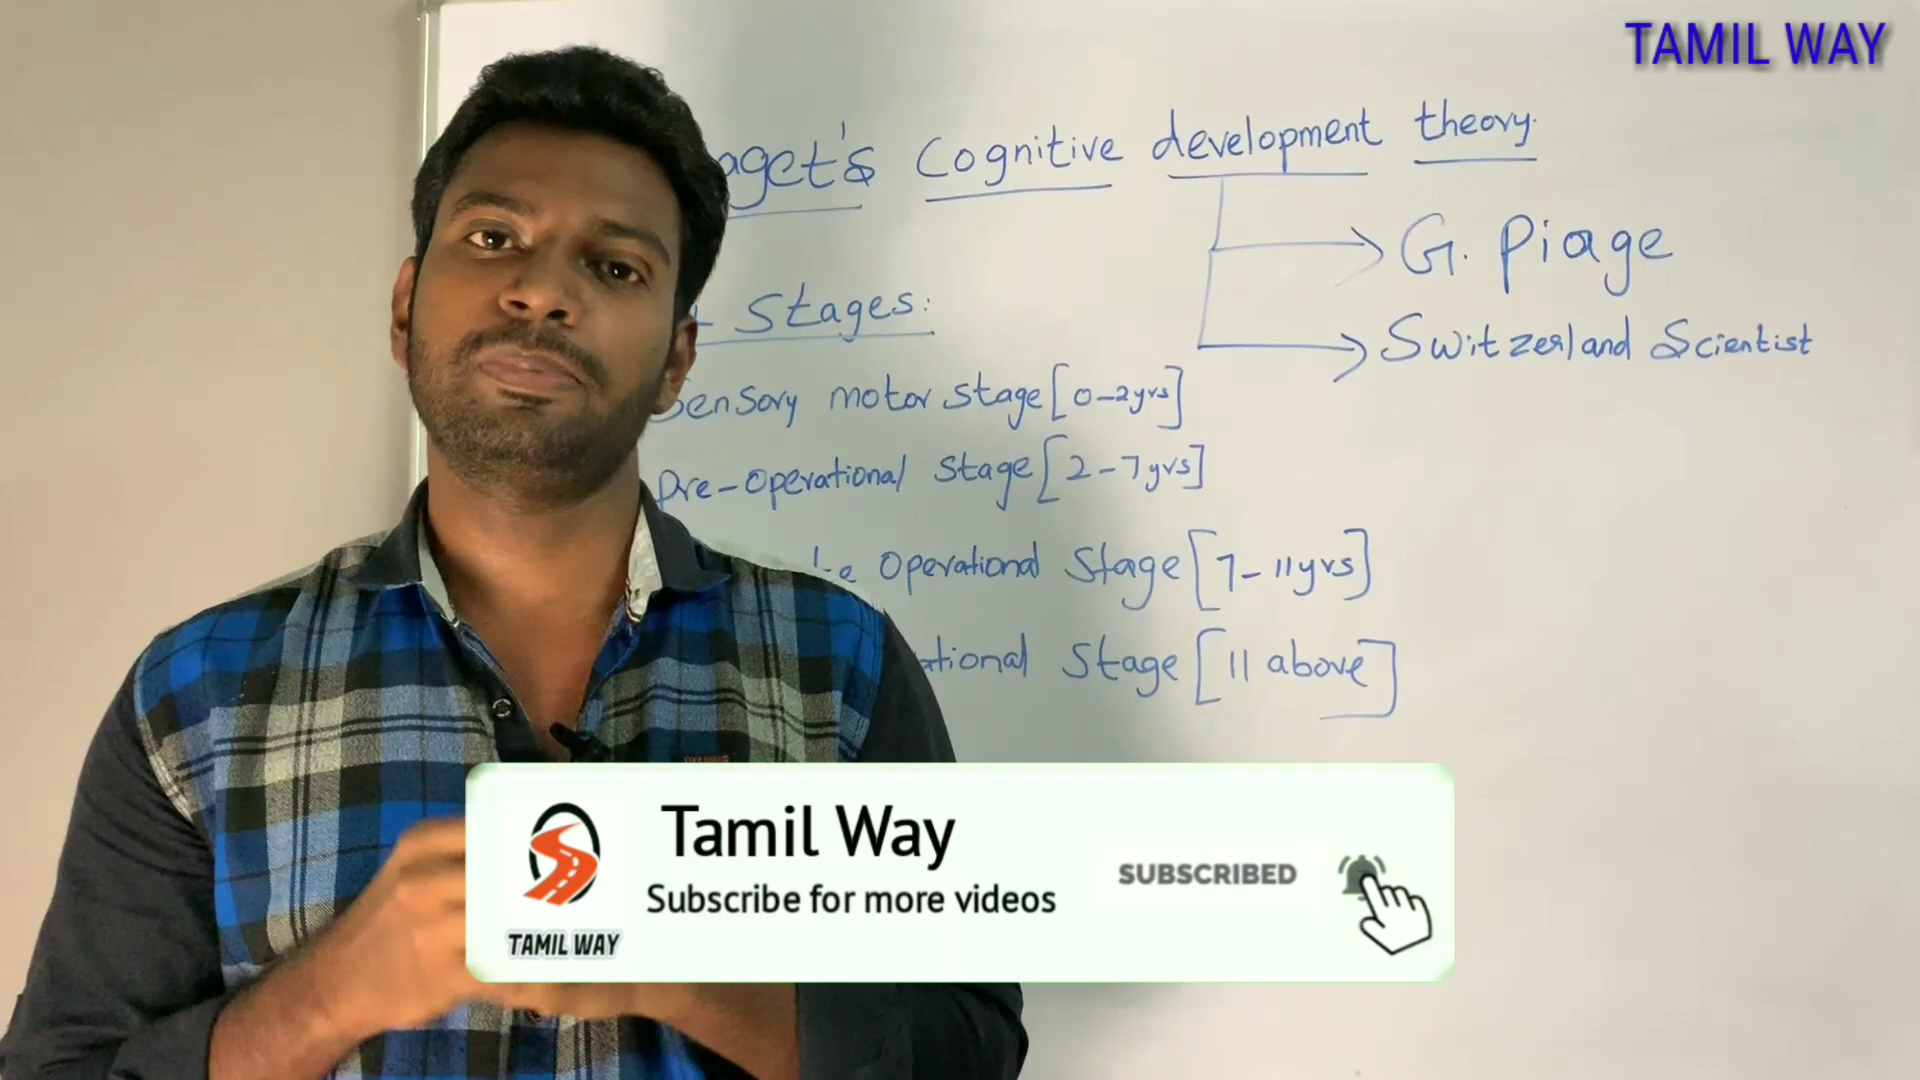 TAMIL WAY
aget's Cognitive development theory.
G. Piage
Stages:
Switzerland Scientist
Sensory motor Stage [0-2yrs]
Pre-Operational Stage [2-7yrs]
Operational Stage [7-11yrs]
ational Stage [11 above]
Tamil Way
Subscribe for more videos
SUBSCRIBED
TAMIL WAY